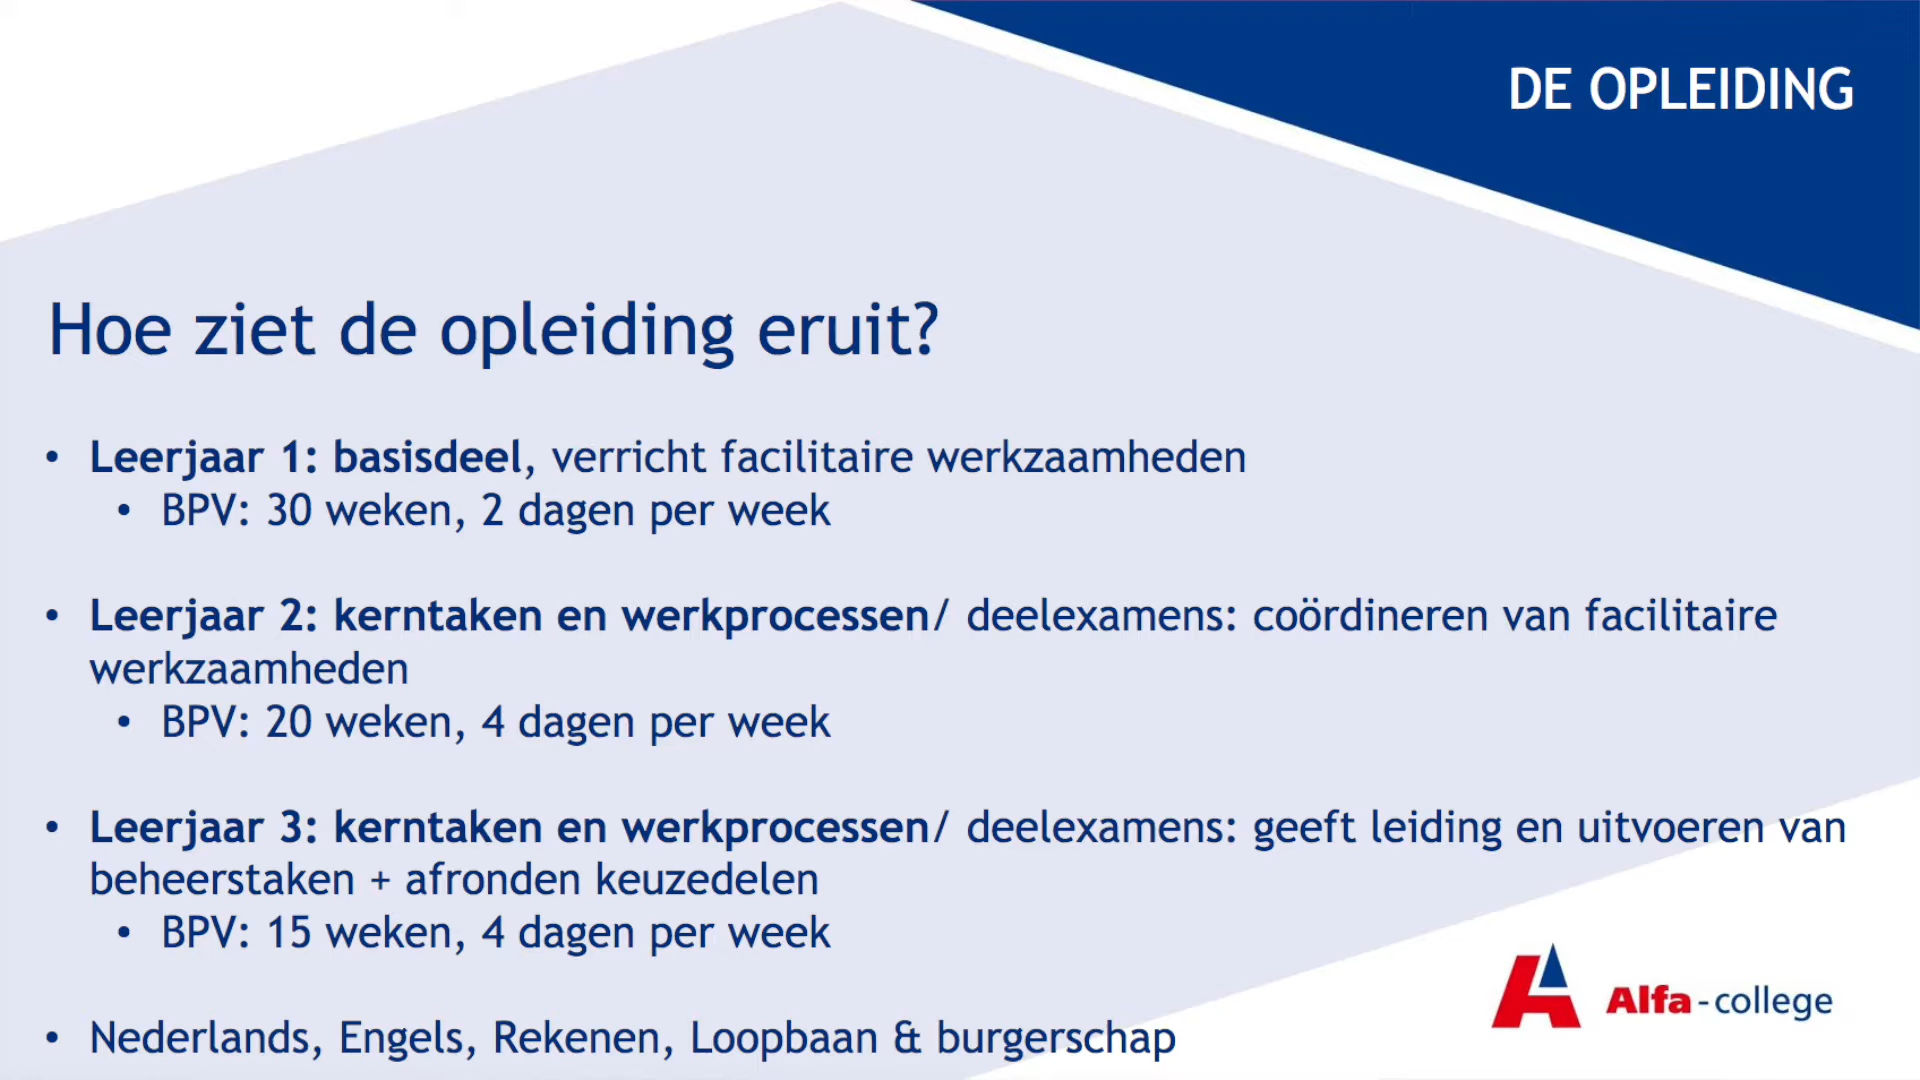 DE OPLEIDING
Hoe ziet de opleiding eruit?
• Leerjaar 1: basisdeel, verricht facilitaire werkzaamheden
• BPV: 30 weken, 2 dagen per week
• Leerjaar 2: kerntaken en werkprocessen/ deelexamens: coördineren van facilitaire
werkzaamheden
• BPV: 20 weken, 4 dagen per week
• Leerjaar 3: kerntaken en werkprocessen/ deelexamens: geeft leiding en uitvoeren van
beheerstaken + afronden keuzedelen
• BPV: 15 weken, 4 dagen per week
Alfa-college
• Nederlands, Engels, Rekenen, Loopbaan & burgerschap